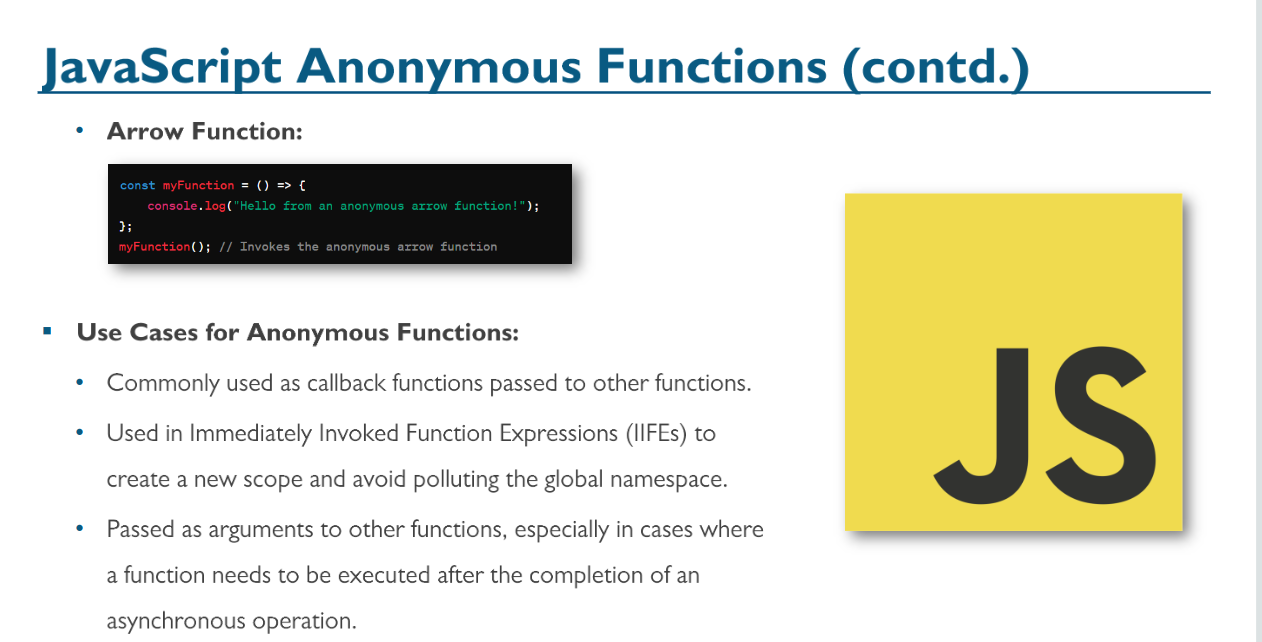 JavaScript Anonymous Functions (contd.)
• Arrow Function:
const myFunction = () => {
    console.log("Hello from an anonymous arrow function!");
};
myFunction(); // Invokes the anonymous arrow function
▪ Use Cases for Anonymous Functions:
• Commonly used as callback functions passed to other functions.
• Used in Immediately Invoked Function Expressions (IIFEs) to
create a new scope and avoid polluting the global namespace.
• Passed as arguments to other functions, especially in cases where
a function needs to be executed after the completion of an
asynchronous operation.
JS